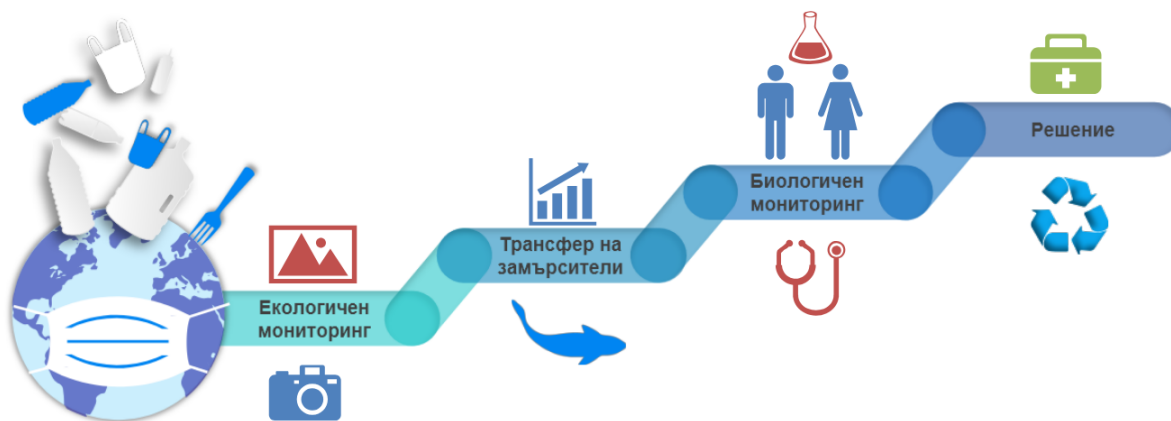 Екологичен
мониторинг
Трансфер на
замърсители
Биологичен
мониторинг
Решение